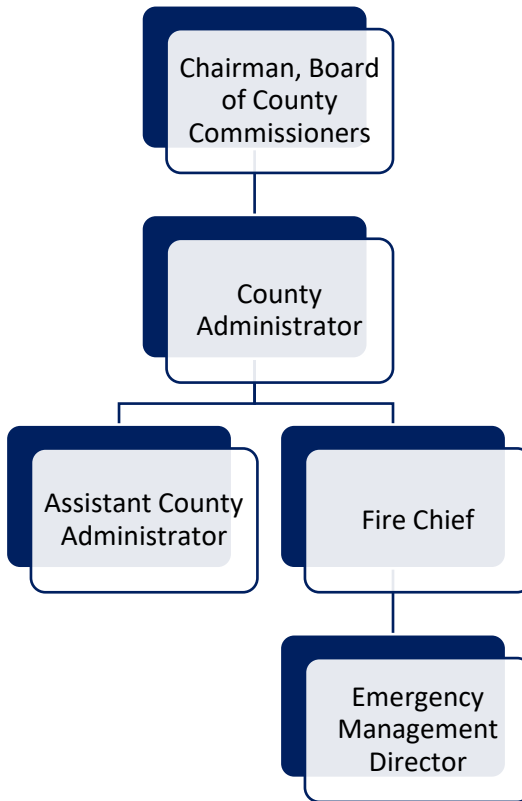 Chairman, Board
of County
Commissioners
County
Administrator
Assistant County
Administrator
Fire Chief
Emergency
Management
Director